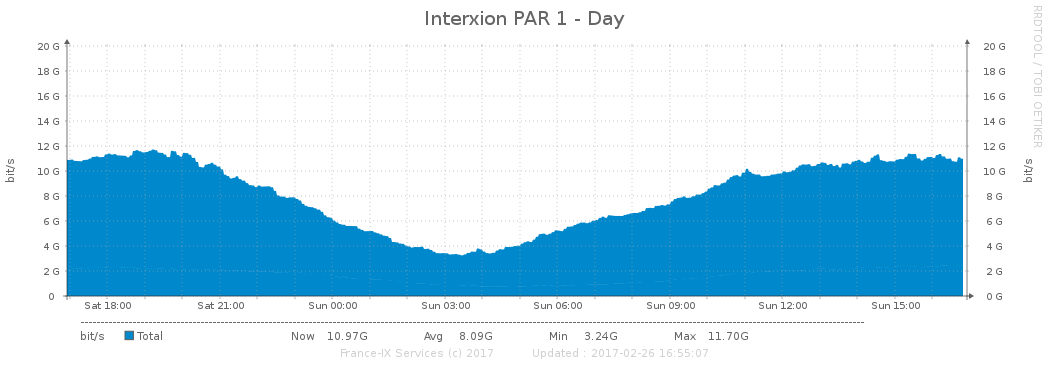 Interxion PAR 1 - Day
RRDTOOL / TOBI OETIKER
bit/s
20 G 20 G
18 G 18 G
16 G 16 G
14 G 14 G
12 G 12 G
10 G 10 G
8 G 8 G
6 G 6 G
4 G 4 G
2 G 2 G
0 0 G
bit/s
Sat 18:00 Sat 21:00 Sun 00:00 Sun 03:00 Sun 06:00 Sun 09:00 Sun 12:00 Sun 15:00
bit/s Total Now 10.97G Avg 8.09G Min 3.24G Max 11.70G
France-IX Services (c) 2017 Updated : 2017-02-26 16:55:07